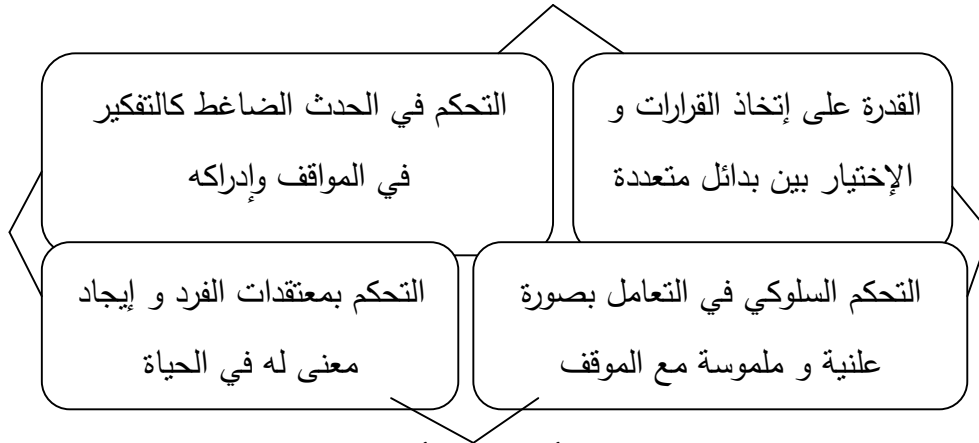 القدرة على إتخاذ القرارات و
الإختيار بين بدائل متعددة
التحكم في الحدث الضاغط كالتفكير
في المواقف وإدراكه
التحكم السلوكي في التعامل بصورة
علنية و ملموسة مع الموقف
التحكم بمعتقدات الفرد و إيجاد
معنى له في الحياة